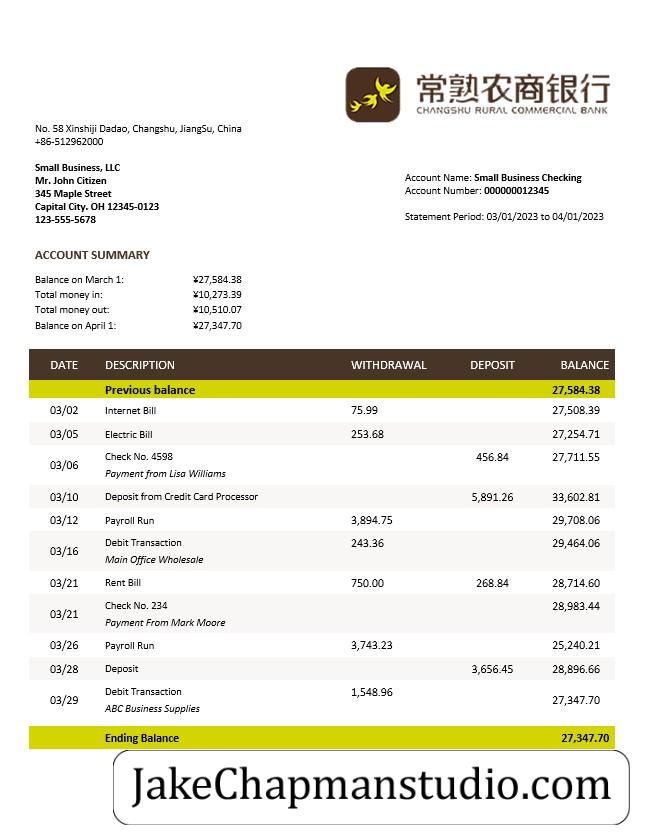 常熟农商银行
CHANGSHU RURAL COMMERCIAL BANK
No. 58 Xinshiji Dadao, Changshu, JiangSu, China
+86-512962000
Small Business, LLC
Mr. John Citizen
345 Maple Street
Capital City. OH 12345-0123
123-555-5678
Account Name: Small Business Checking
Account Number: 000000012345
Statement Period: 03/01/2023 to 04/01/2023
ACCOUNT SUMMARY
Balance on March 1: ¥27,584.38
Total money in: ¥10,273.39
Total money out: ¥10,510.07
Balance on April 1: ¥27,347.70
DATE DESCRIPTION WITHDRAWAL DEPOSIT BALANCE
Previous balance 27,584.38
03/02 Internet Bill 75.99 27,508.39
03/05 Electric Bill 253.68 27,254.71
03/06 Check No. 4598 456.84 27,711.55
Payment from Lisa Williams
03/10 Deposit from Credit Card Processor 5,891.26 33,602.81
03/12 Payroll Run 3,894.75 29,708.06
03/16 Debit Transaction 243.36 29,464.06
Main Office Wholesale
03/21 Rent Bill 750.00 268.84 28,714.60
03/21 Check No. 234 28,983.44
Payment From Mark Moore
03/26 Payroll Run 3,743.23 25,240.21
03/28 Deposit 3,656.45 28,896.66
03/29 Debit Transaction 1,548.96 27,347.70
ABC Business Supplies
Ending Balance 27,347.70
JakeChapmanstudio.com